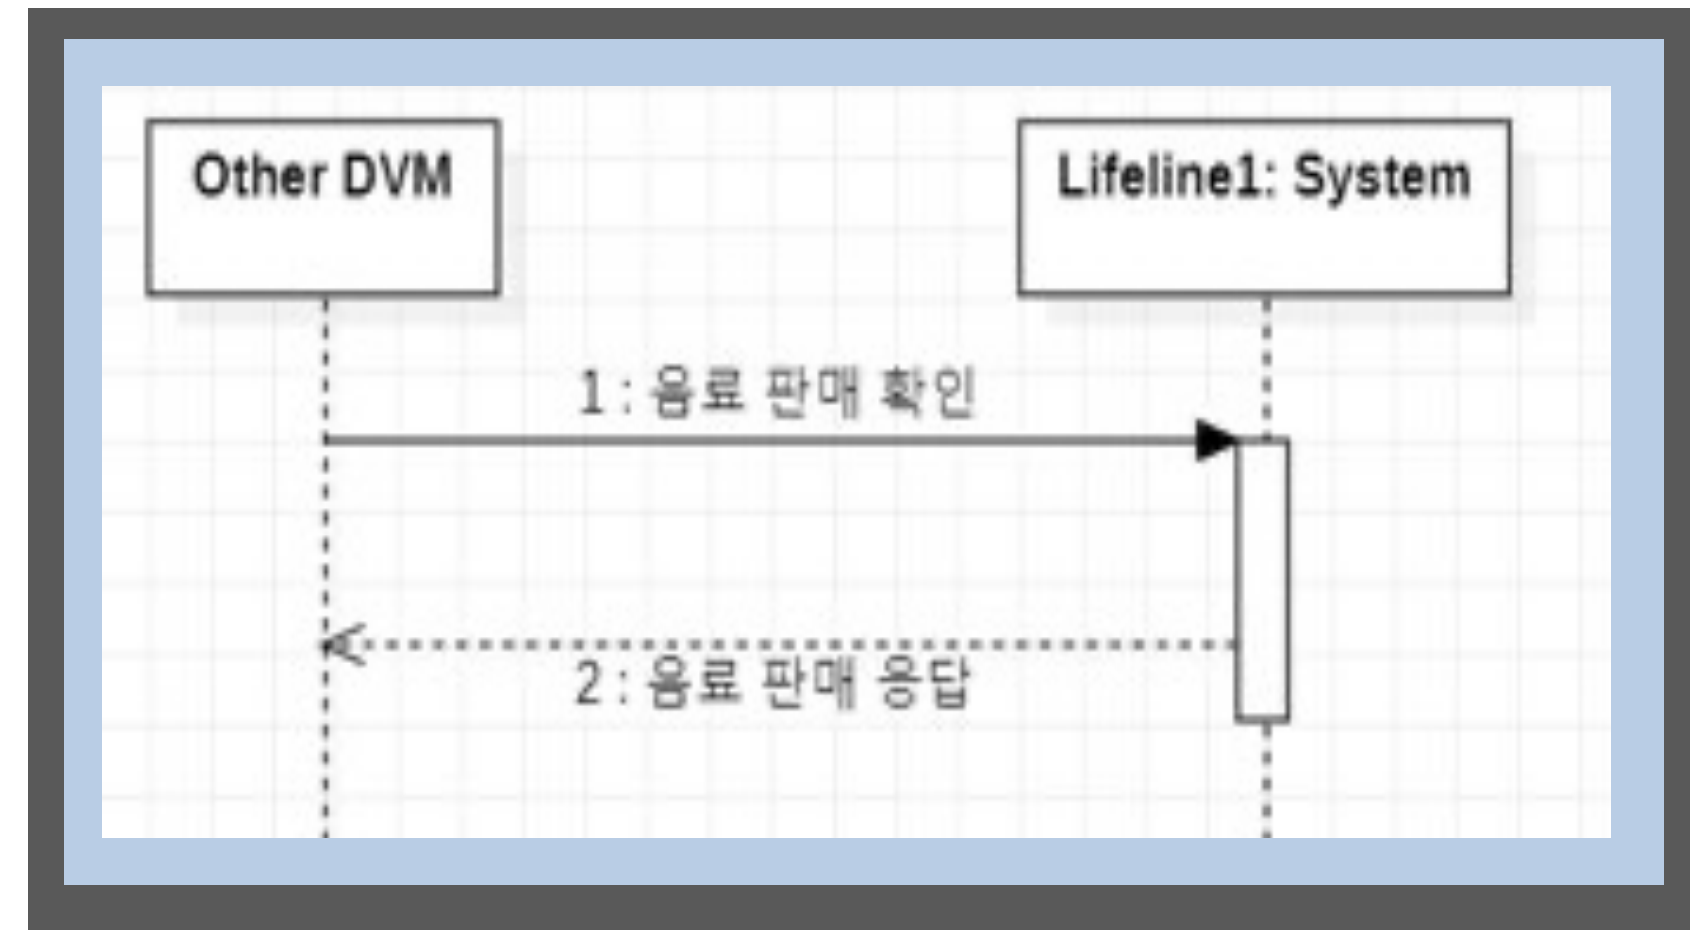 Other DVM
Lifeline1: System
1 : 음료 판매 확인
2 : 음료 판매 응답